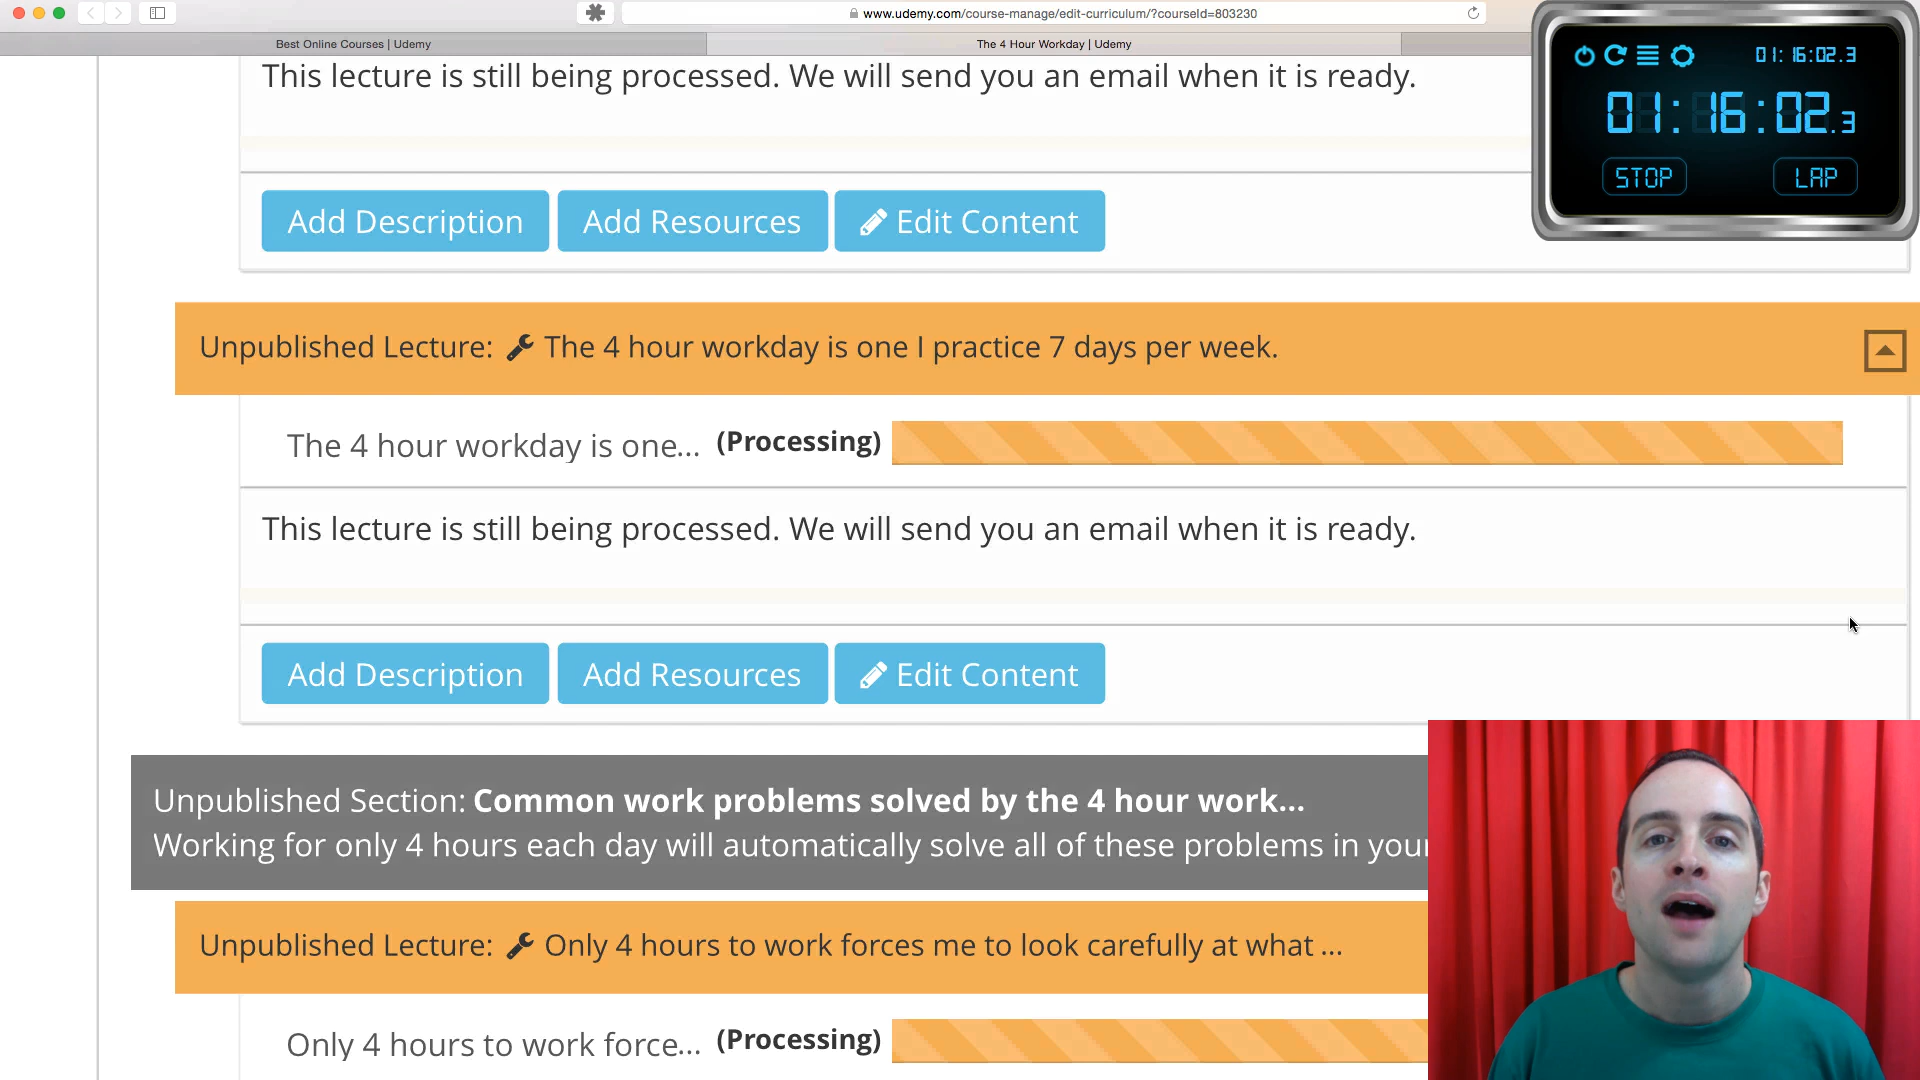 www.udemy.com/course-manage/edit-curriculum/?courseId=803230
Best Online Courses | Udemy
The 4 Hour Workday | Udemy
01:16:02.3
01:16:02.3
STOP
LAP
This lecture is still being processed. We will send you an email when it is ready.
Add Description
Add Resources
Edit Content
Unpublished Lecture: The 4 hour workday is one I practice 7 days per week.
The 4 hour workday is one... (Processing)
This lecture is still being processed. We will send you an email when it is ready.
Add Description
Add Resources
Edit Content
Unpublished Section: Common work problems solved by the 4 hour work...
Working for only 4 hours each day will automatically solve all of these problems in your
Unpublished Lecture: Only 4 hours to work forces me to look carefully at what ...
Only 4 hours to work force... (Processing)